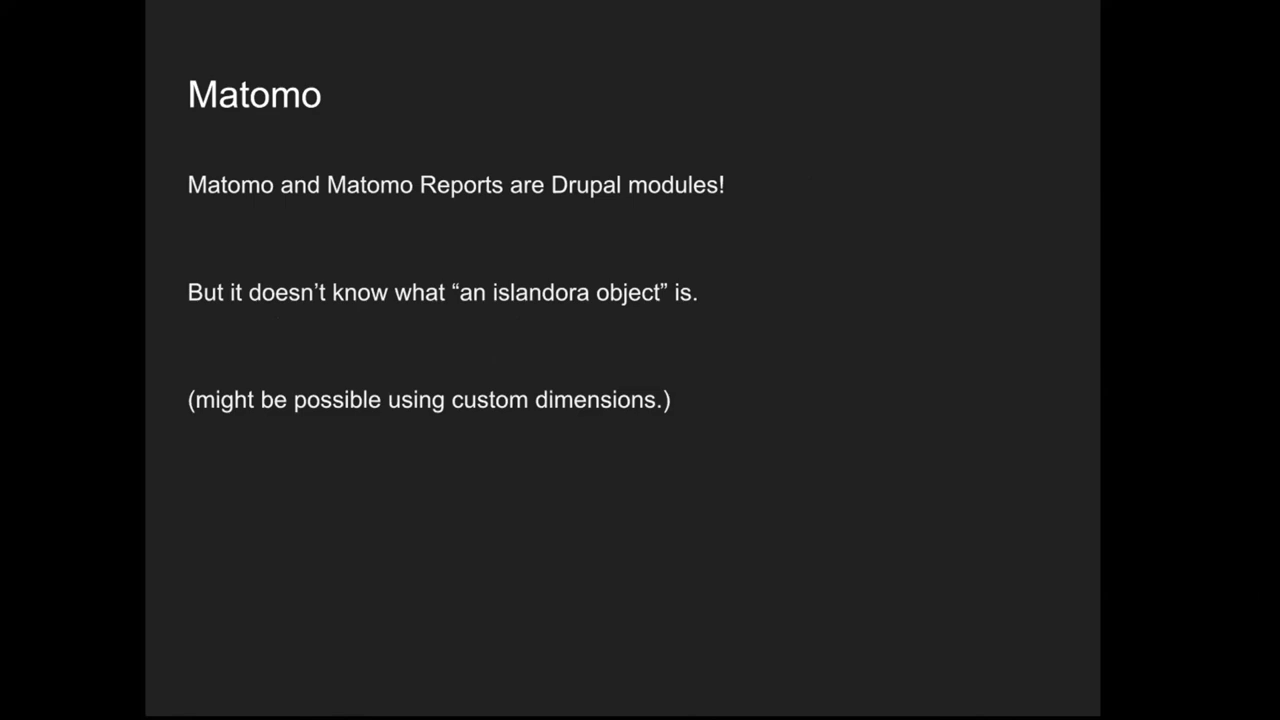 Matomo
Matomo and Matomo Reports are Drupal modules!
But it doesn’t know what “an islandora object” is.
(might be possible using custom dimensions.)